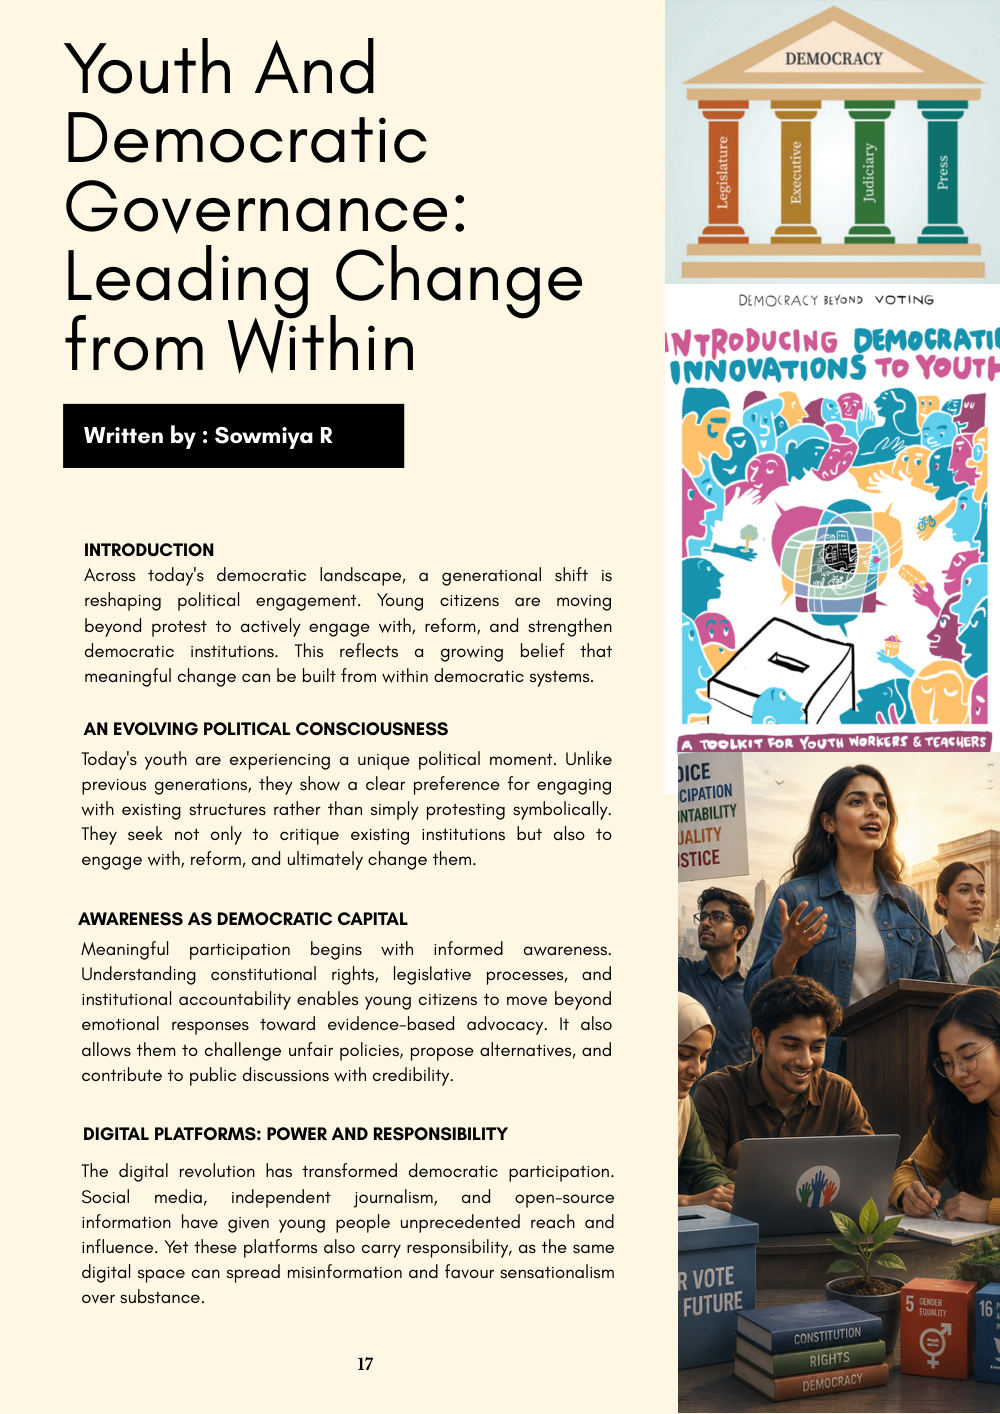 Youth And
Democratic
Governance:
Leading Change
from Within
Written by : Sowmiya R
INTRODUCTION
Across today's democratic landscape, a generational shift is
reshaping political engagement. Young citizens are moving
beyond protest to actively engage with, reform, and strengthen
democratic institutions. This reflects a growing belief that
meaningful change can be built from within democratic systems.
AN EVOLVING POLITICAL CONSCIOUSNESS
Today's youth are experiencing a unique political moment. Unlike
previous generations, they show a clear preference for engaging
with existing structures rather than simply protesting symbolically.
They seek not only to critique existing institutions but also to
engage with, reform, and ultimately change them.
AWARENESS AS DEMOCRATIC CAPITAL
Meaningful participation begins with informed awareness.
Understanding constitutional rights, legislative processes, and
institutional accountability enables young citizens to move beyond
emotional responses toward evidence-based advocacy. It also
allows them to challenge unfair policies, propose alternatives, and
contribute to public discussions with credibility.
DIGITAL PLATFORMS: POWER AND RESPONSIBILITY
The digital revolution has transformed democratic participation.
Social media, independent journalism, and open-source
information have given young people unprecedented reach and
influence. Yet these platforms also carry responsibility, as the same
digital space can spread misinformation and favour sensationalism
over substance.
17
DEMOCRACY
Legislature
Executive
Judiciary
Press
DEMOCRACY BEYOND VOTING
INTRODUCING DEMOCRATI
INNOVATIONS TO YOUTH
A TOOLKIT FOR YOUTH WORKERS & TEACHERS
OICE
CIPATION
NTABILITY
UALITY
STICE
R VOTE
FUTURE
CONSTITUTION
RIGHTS
DEMOCRACY
5 GENDER
EQUALITY
16